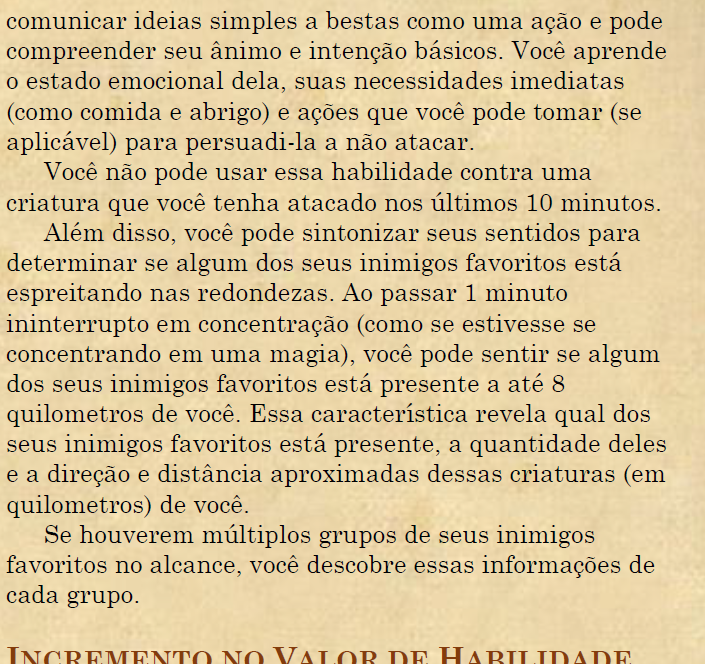 comunicar ideias simples a bestas como uma ação e pode
compreender seu ânimo e intenção básicos. Você aprende
o estado emocional dela, suas necessidades imediatas
(como comida e abrigo) e ações que você pode tomar (se
aplicável) para persuadi-la a não atacar.
Você não pode usar essa habilidade contra uma
criatura que você tenha atacado nos últimos 10 minutos.
Além disso, você pode sintonizar seus sentidos para
determinar se algum dos seus inimigos favoritos está
espreitando nas redondezas. Ao passar 1 minuto
ininterrupto em concentração (como se estivesse se
concentrando em uma magia), você pode sentir se algum
dos seus inimigos favoritos está presente a até 8
quilometros de você. Essa característica revela qual dos
seus inimigos favoritos está presente, a quantidade deles
e a direção e distância aproximadas dessas criaturas (em
quilometros) de você.
Se houverem múltiplos grupos de seus inimigos
favoritos no alcance, você descobre essas informações de
cada grupo.
INCREMENTO NO VALOR DE HABILIDADE